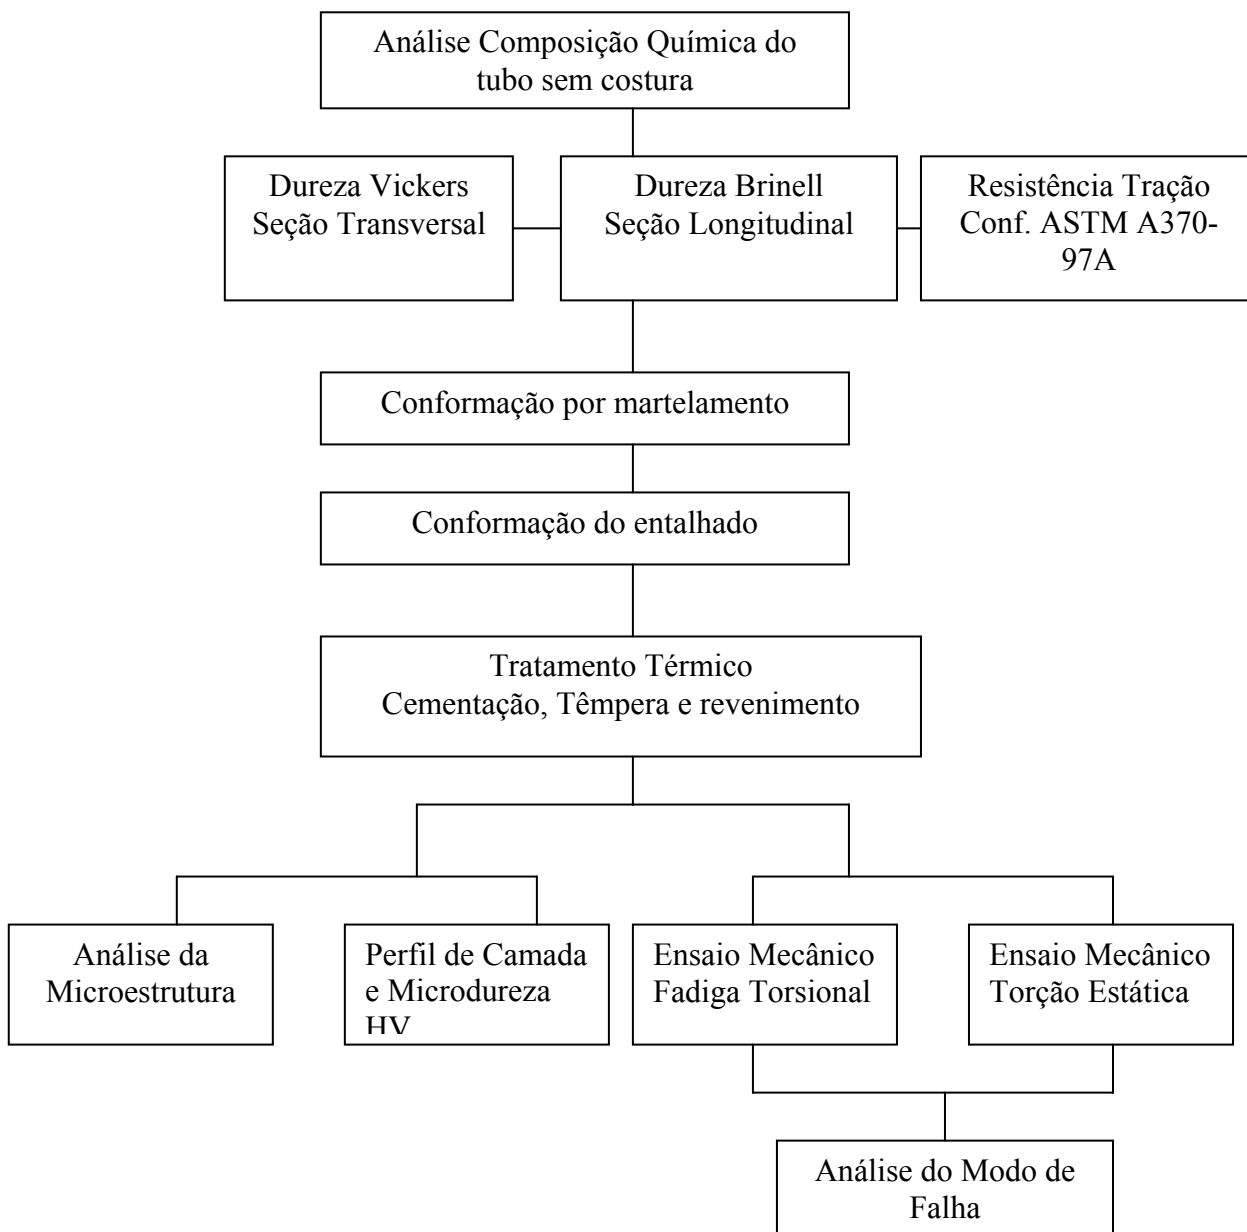 Análise Composição Química do
tubo sem costura
Dureza Vickers
Seção Transversal
Dureza Brinell
Seção Longitudinal
Resistência Tração
Conf. ASTM A370-
97A
Conformação por martelamento
Conformação do entalhado
Tratamento Térmico
Cementação, Têmpera e revenimento
Análise da
Microestrutura
Perfil de Camada
e Microdureza
HV
Ensaio Mecânico
Fadiga Torsional
Ensaio Mecânico
Torção Estática
Análise do Modo de
Falha